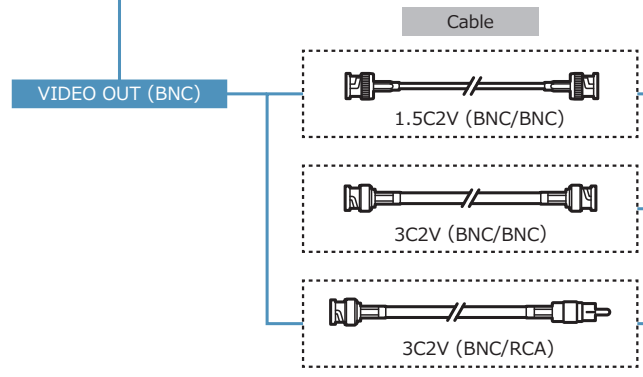 Cable
VIDEO OUT (BNC)
1.5C2V (BNC/BNC)
3C2V (BNC/BNC)
3C2V (BNC/RCA)